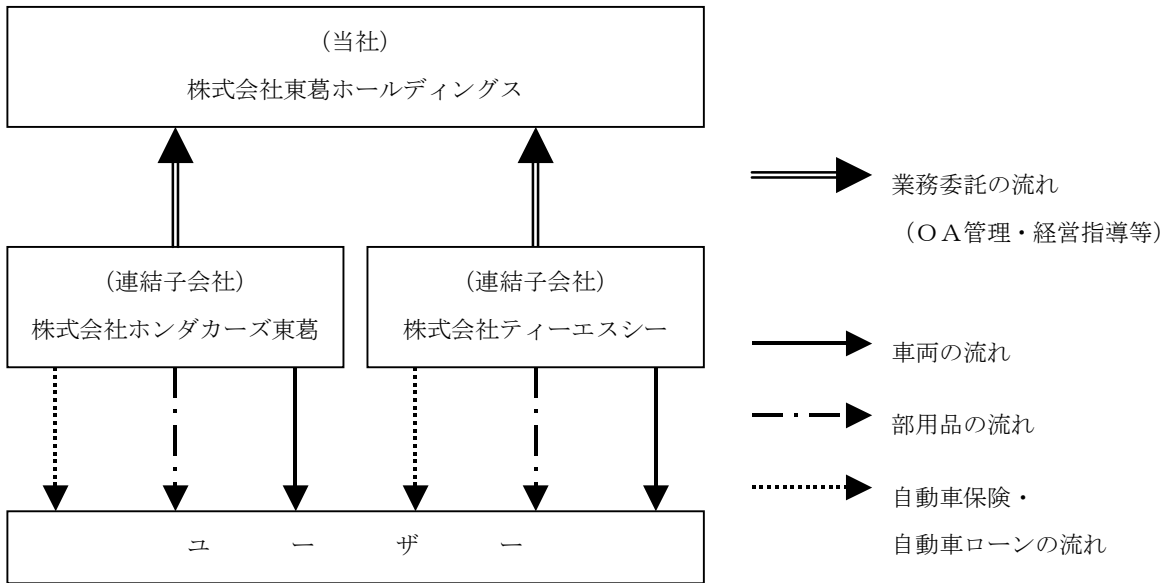 (当社)
株式会社東葛ホールディングス
業務委託の流れ
(OA管理・経営指導等)
(連結子会社)
株式会社ホンダカーズ東葛
(連結子会社)
株式会社ティーエスシー
車両の流れ
部用品の流れ
自動車保険・
自動車ローンの流れ
ユーザー